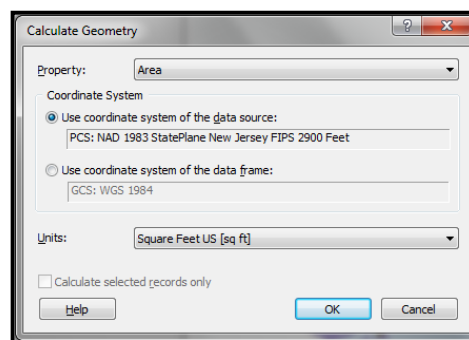 Calculate Geometry
Property:
Area
Coordinate System
Use coordinate system of the data source:
PCS: NAD 1983 StatePlane New Jersey FIPS 2900 Feet
Use coordinate system of the data frame:
GCS: WGS 1984
Units:
Square Feet US [sq ft]
Calculate selected records only
Help
OK
Cancel